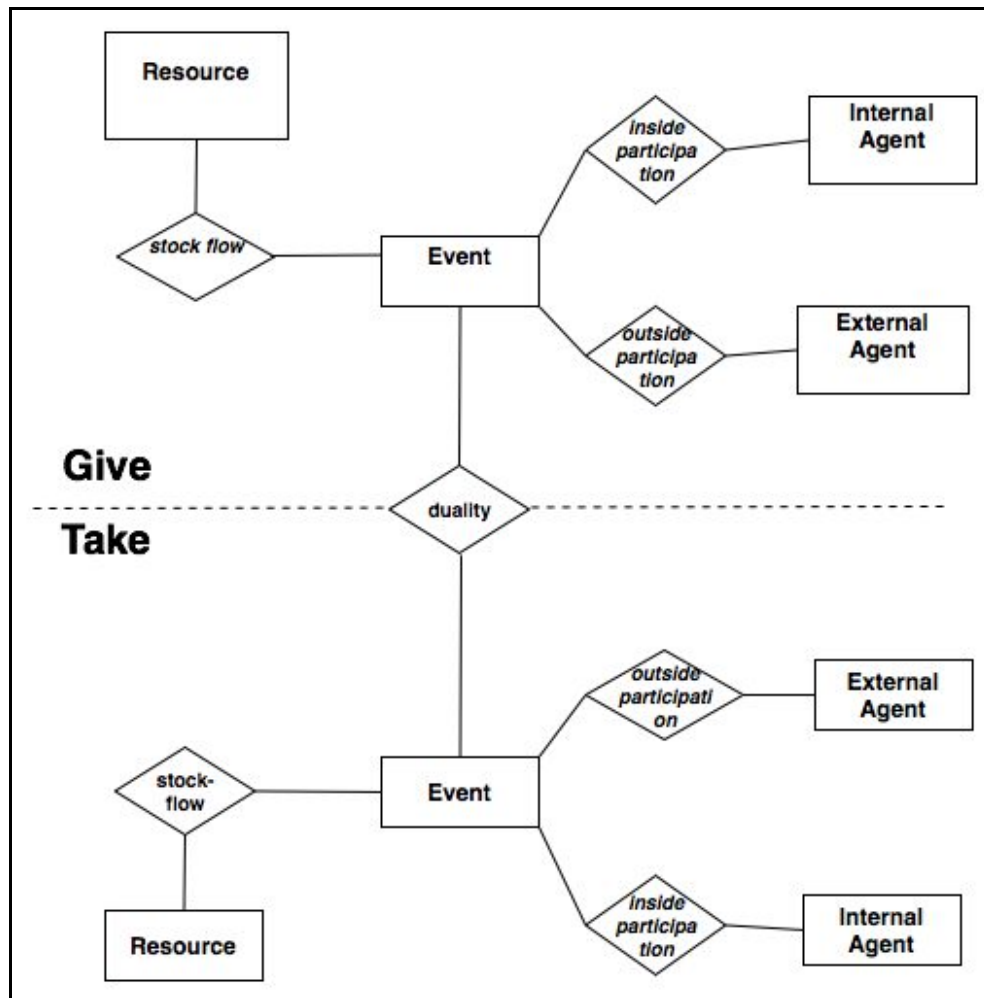 Resource
stock flow
Event
inside
participa
tion
Internal
Agent
outside
participa
tion
External
Agent
Give
duality
Take
outside
participati
on
External
Agent
stock-
flow
Event
Resource
inside
participa
tion
Internal
Agent